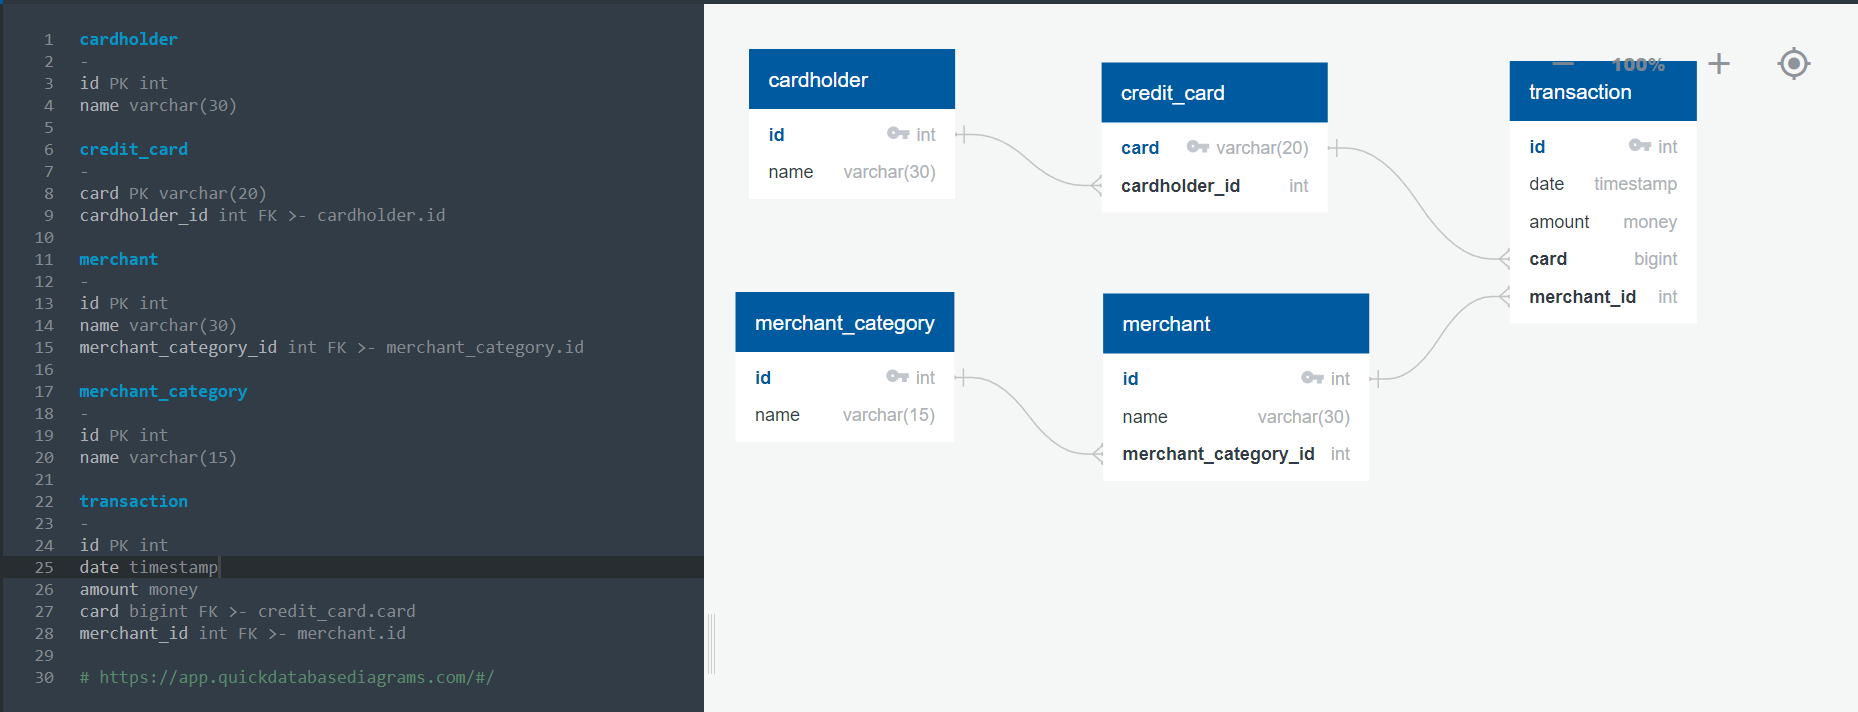 1 cardholder
2 -
3 id PK int
4 name varchar(30)
5
6 credit_card
7 -
8 card PK varchar(20)
9 cardholder_id int FK >- cardholder.id
10
11 merchant
12 -
13 id PK int
14 name varchar(30)
15 merchant_category_id int FK >- merchant_category.id
16
17 merchant_category
18 -
19 id PK int
20 name varchar(15)
21
22 transaction
23 -
24 id PK int
25 date timestamp
26 amount money
27 card bigint FK >- credit_card.card
28 merchant_id int FK >- merchant.id
29
30 # https://app.quickdatabasediagrams.com/#/
cardholder
id int
name varchar(30)
credit_card
card varchar(20)
cardholder_id int
100%
transaction
id int
date timestamp
amount money
card bigint
merchant_id int
merchant_category
id int
name varchar(15)
merchant
id int
name varchar(30)
merchant_category_id int